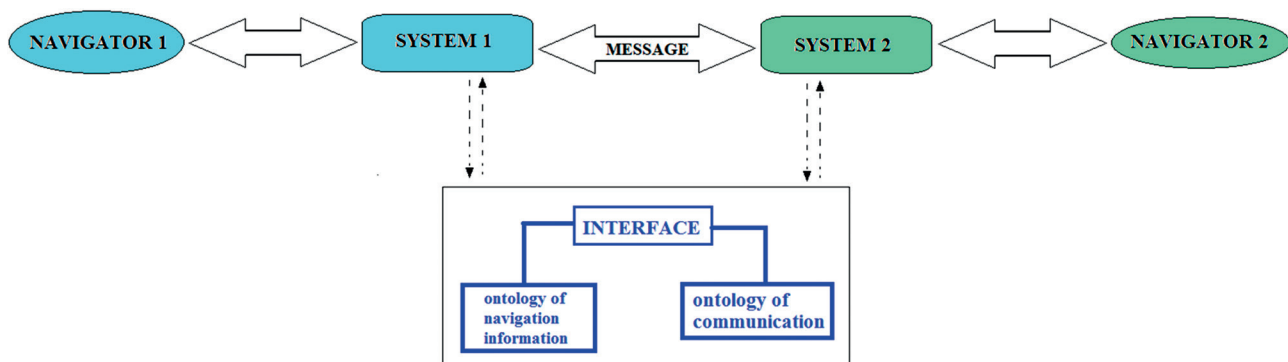 NAVIGATOR 1
SYSTEM 1
MESSAGE
SYSTEM 2
NAVIGATOR 2
INTERFACE
ontology of
navigation
information
ontology of
communication